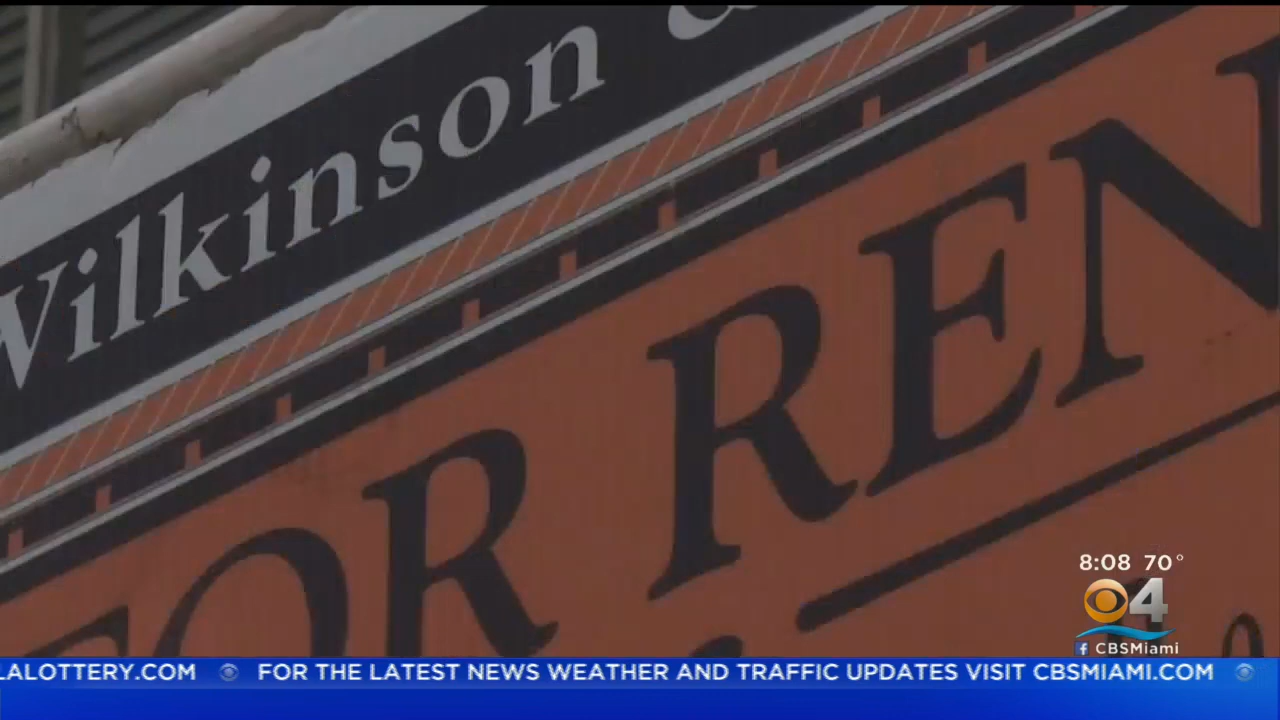 Wilkinson &
FOR REN
8:08 70°
4
CBSMiami
LALOTTERY.COM FOR THE LATEST NEWS WEATHER AND TRAFFIC UPDATES VISIT CBSMIAMI.COM